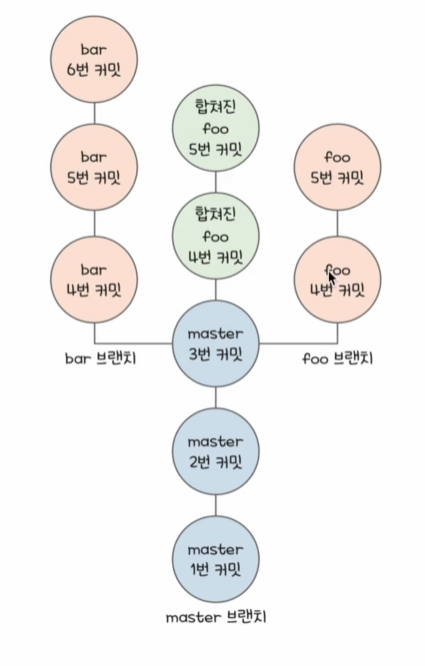 bar
6번 커밋
합쳐진
foo
5번 커밋
bar
5번 커밋
foo
5번 커밋
합쳐진
foo
4번 커밋
bar
4번 커밋
foo
4번 커밋
master
3번 커밋
bar 브랜치
foo 브랜치
master
2번 커밋
master
1번 커밋
master 브랜치